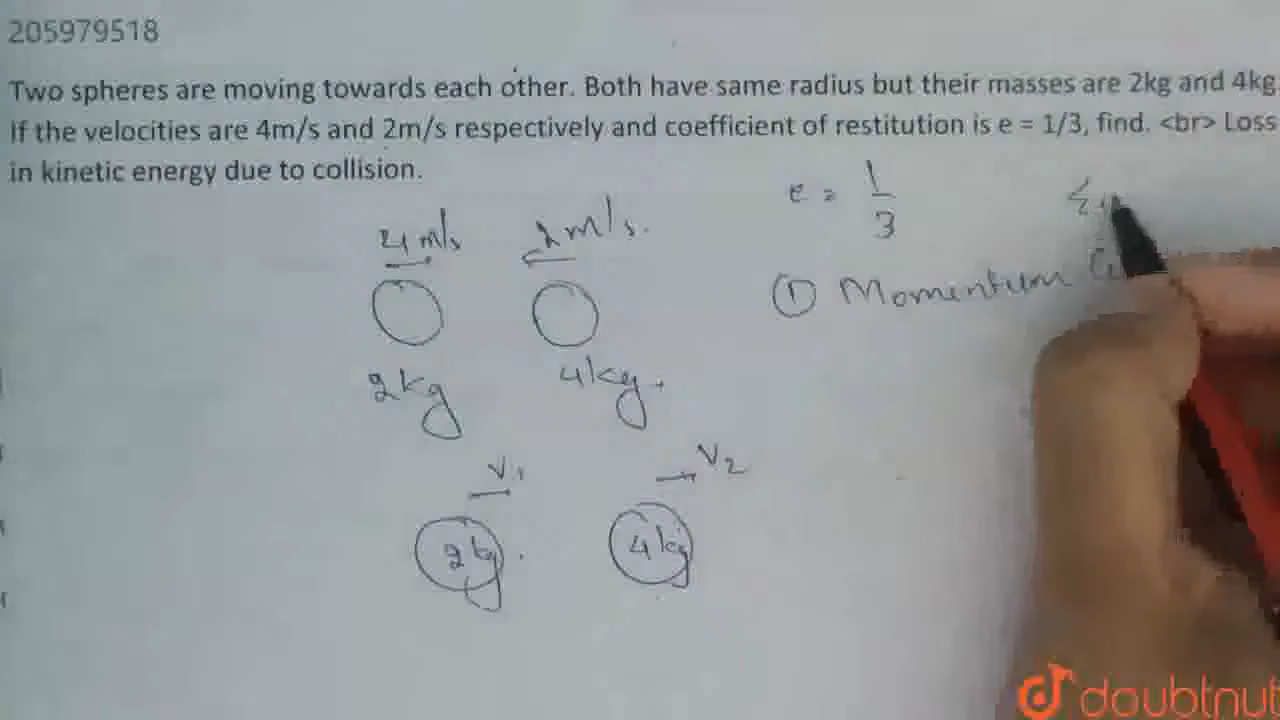 205979518
Two spheres are moving towards each other. Both have same radius but their masses are 2kg and 4kg.
If the velocities are 4m/s and 2m/s respectively and coefficient of restitution is e = 1/3, find. <br> Loss
in kinetic energy due to collision.
e = 1/3
4 m/s 2 m/s.
① Momentum
2kg 4kg.
V₁ V₂
2kg. 4kg
doubtnut